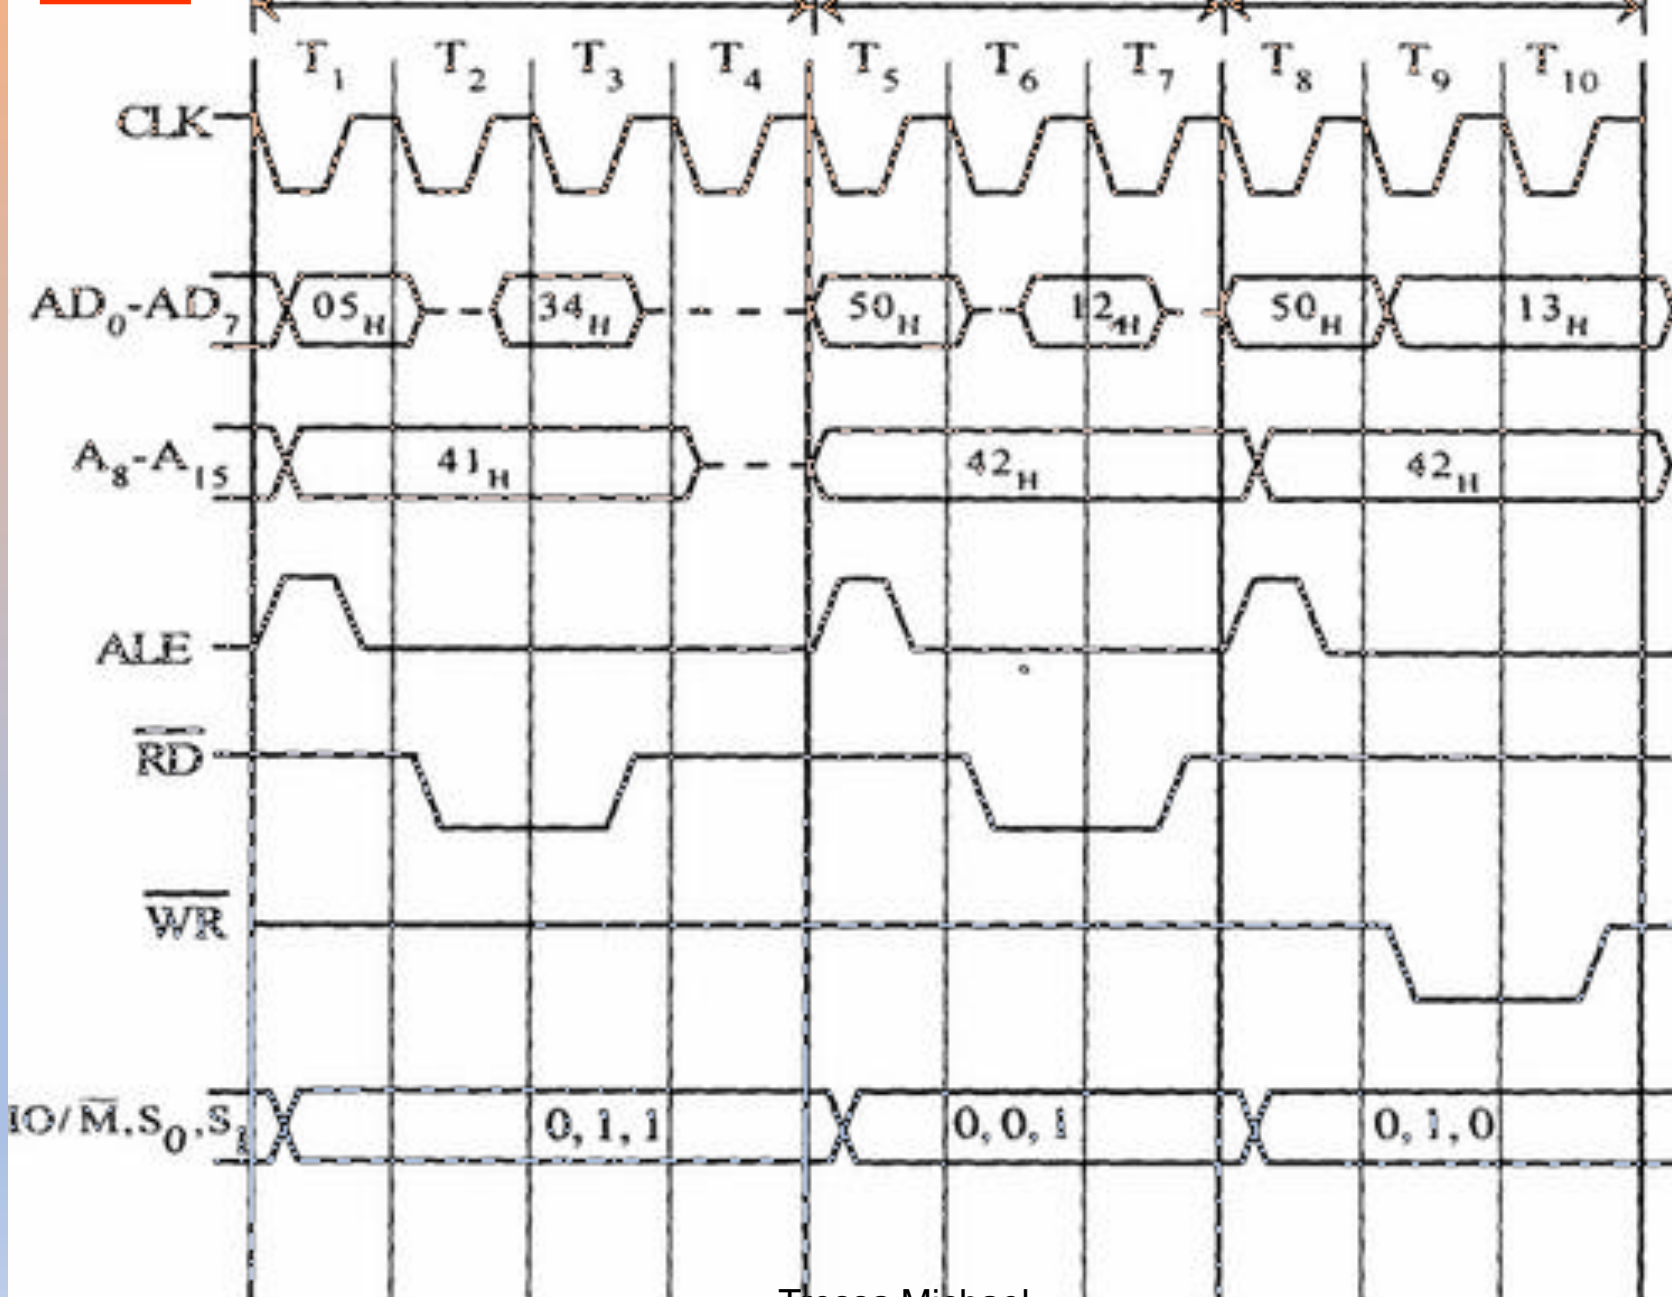 T1 T2 T3 T4 T5 T6 T7 T8 T9 T10
CLK
AD0-AD7 05H 34H 50H 12H 50H 13H
A8-A15 41H 42H 42H
ALE
RD
WR
IO/M,S0,S1 0,1,1 0,0,1 0,1,0